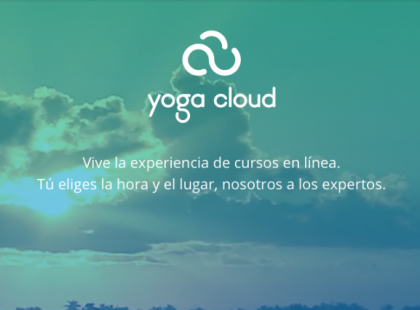 yoga cloud
Vive la experiencia de cursos en línea.
Tú eliges la hora y el lugar, nosotros a los expertos.